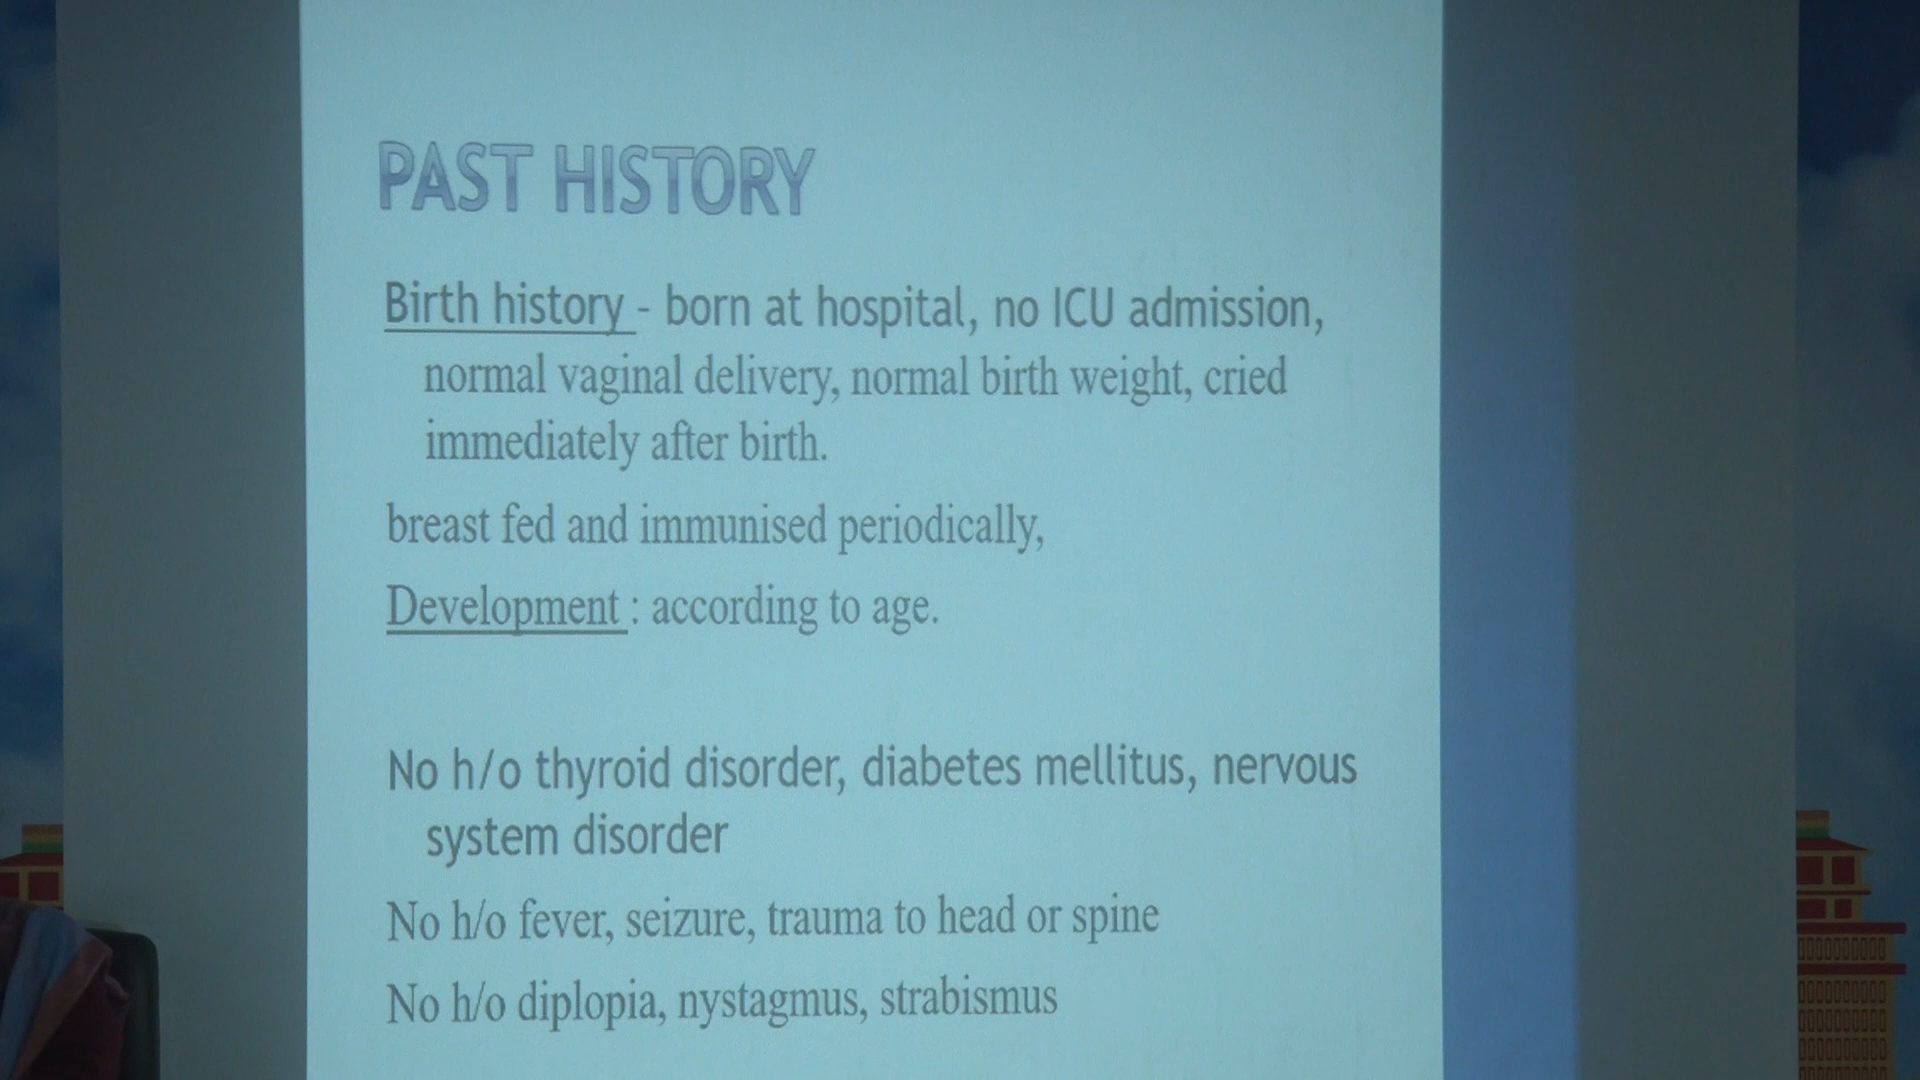 PAST HISTORY
Birth history - born at hospital, no ICU admission,
normal vaginal delivery, normal birth weight, cried
immediately after birth.
breast fed and immunised periodically,
Development : according to age.
No h/o thyroid disorder, diabetes mellitus, nervous
system disorder
No h/o fever, seizure, trauma to head or spine
No h/o diplopia, nystagmus, strabismus